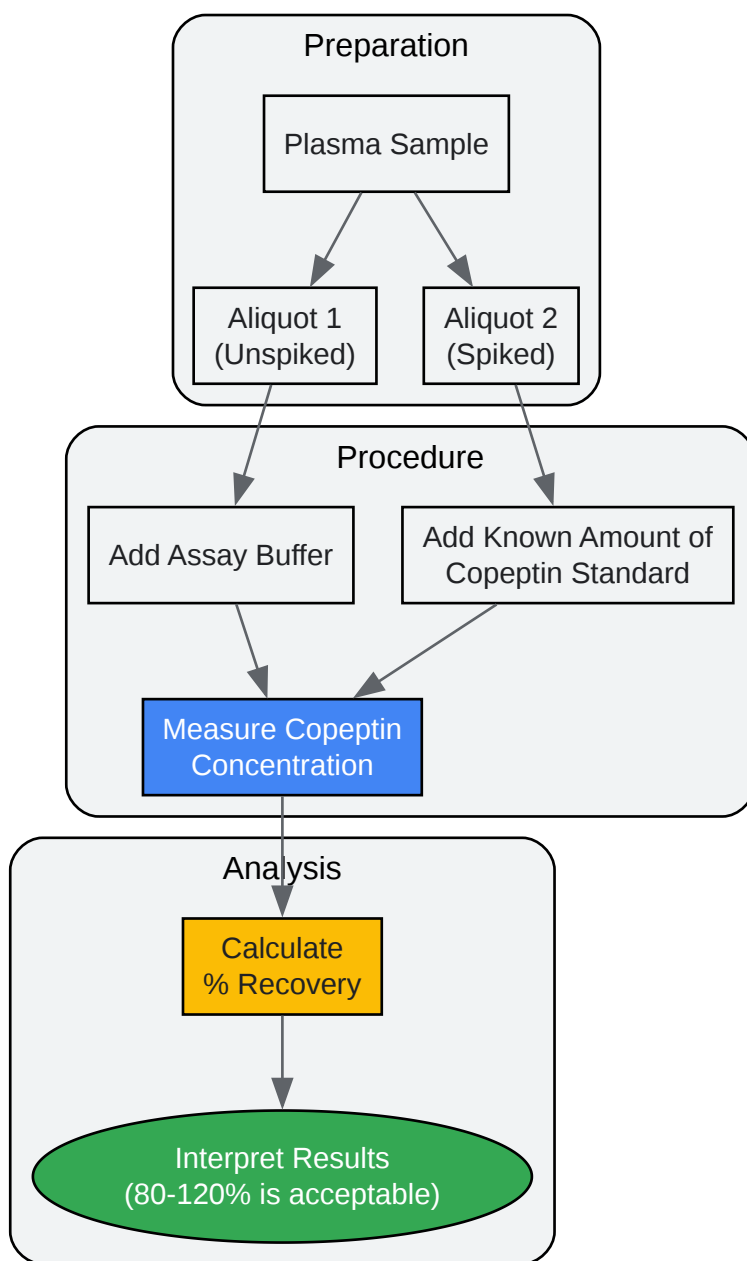 Preparation
Plasma Sample
Aliquot 1
(Unspiked)
Aliquot 2
(Spiked)
Procedure
Add Assay Buffer
Add Known Amount of
Copeptin Standard
Measure Copeptin
Concentration
Analysis
Calculate
% Recovery
Interpret Results
(80-120% is acceptable)